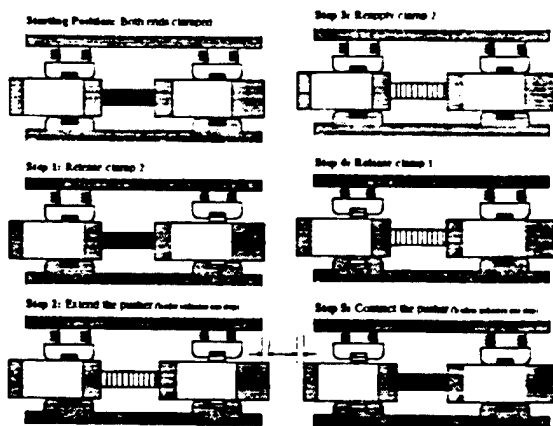 Starting Position: Both ends clamped
Step 1: Release clamp 2
Step 2: Extend the pusher
Step 3: Reapply clamp 2
Step 4: Release clamp 1
Step 5: Contract the pusher